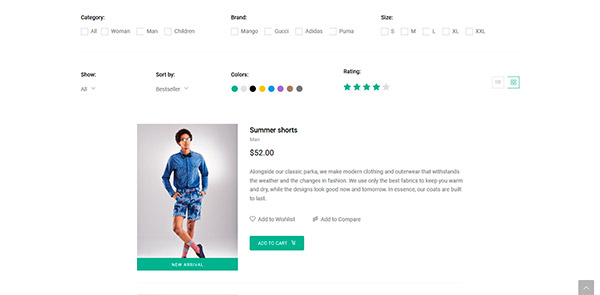 Category: Brand: Size:
All Woman Man Children Mango Gucci Adidas Puma S M L XL XXL
Show: Sort by: Colors: Rating:
All Bestseller
Summer shorts
Man
$52.00
Alongside our classic parka, we make modern clothing and outerwear that withstands
the weather and the changes in fashion. We use only the best fabrics to keep you warm
and dry, while the designs look good now and tomorrow. In essence, our coats are built
to last.
Add to Wishlist Add to Compare
ADD TO CART
NEW ARRIVAL